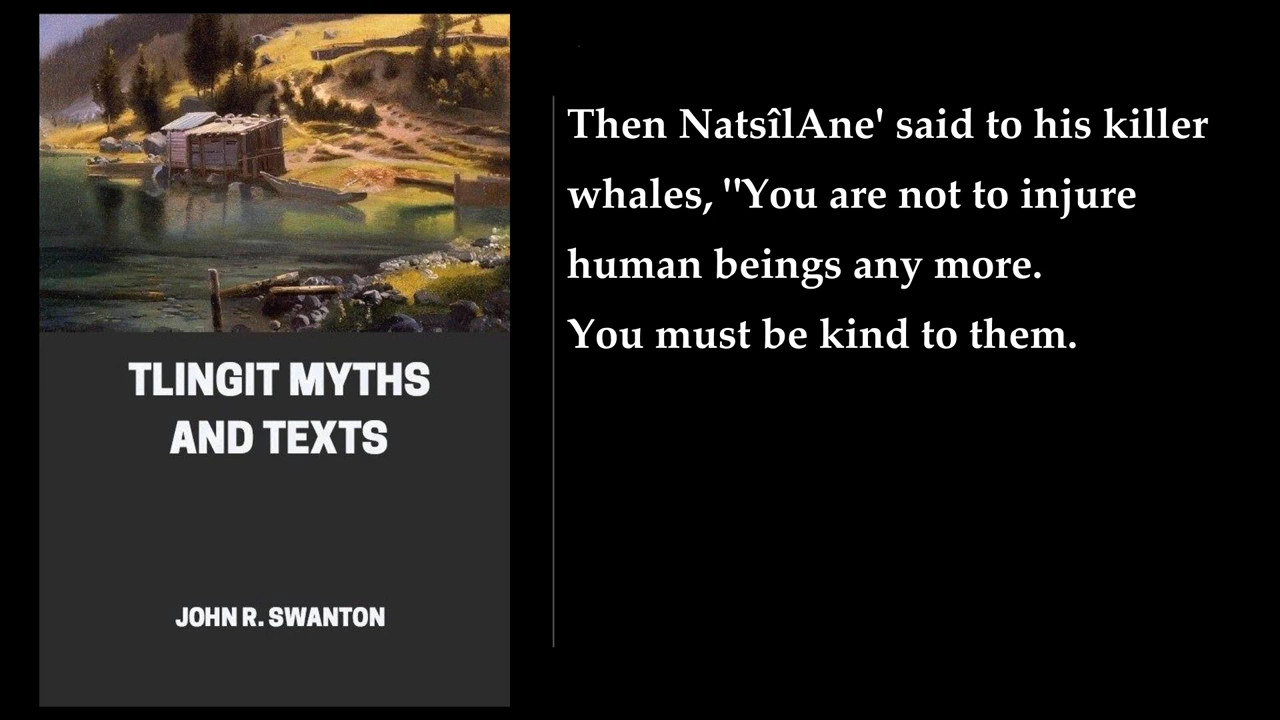 TLINGIT MYTHS
AND TEXTS
JOHN R. SWANTON
Then NatsîlAne' said to his killer
whales, "You are not to injure
human beings any more.
You must be kind to them.